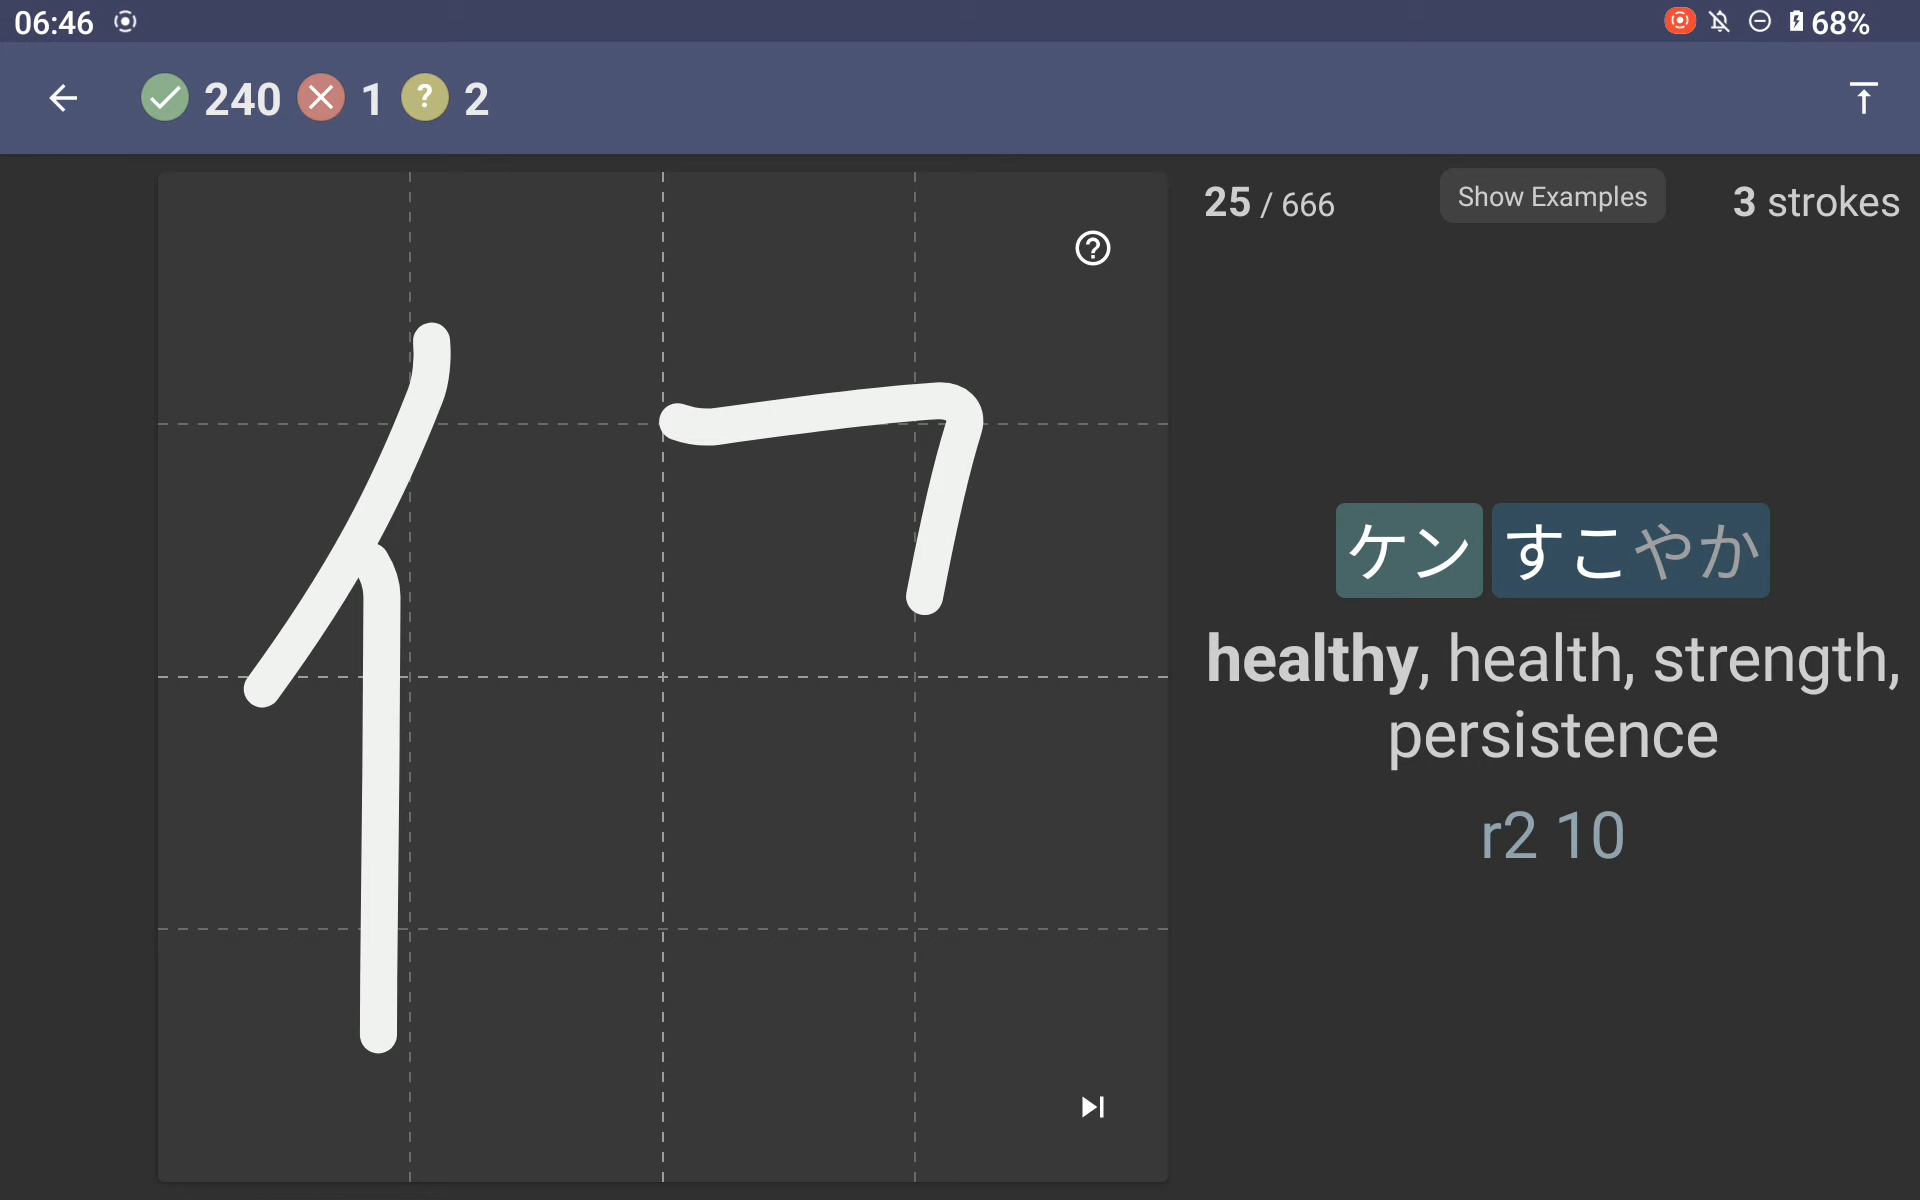 06:46 68%
240 1 ? 2
25 / 666 Show Examples 3 strokes
ケン すこやか
healthy, health, strength,
persistence
r2 10